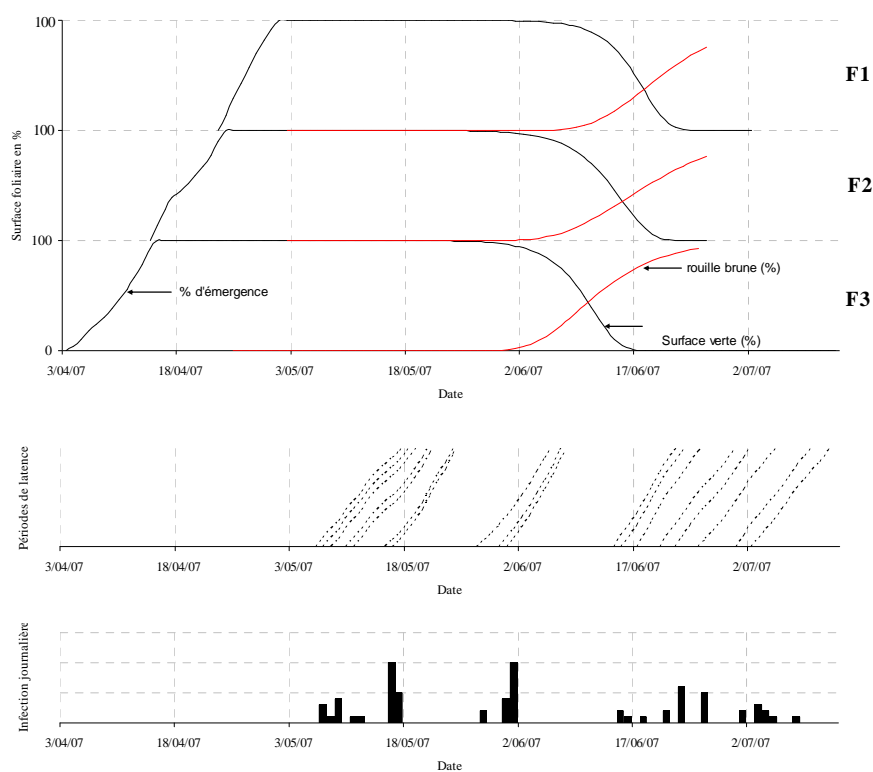 100
F1
100
F2
Surface foliaire en %
100
rouille brune (%)
% d'émergence
F3
Surface verte (%)
0
3/04/07 18/04/07 3/05/07 18/05/07 2/06/07 17/06/07 2/07/07
Date
Périodes de latence
3/04/07 18/04/07 3/05/07 18/05/07 2/06/07 17/06/07 2/07/07
Date
Infection journalière
3/04/07 18/04/07 3/05/07 18/05/07 2/06/07 17/06/07 2/07/07
Date